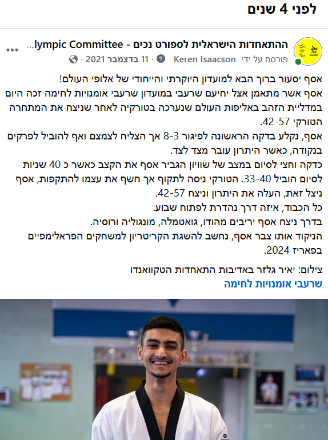 לפני 4 שנים
ההתאחדות הישראלית לספורט נכים - ...lympic Committee
פורסם על ידי Keren Isaacson · 11 בדצמבר 2021 ·
אסף יסעור ברוך הבא למועדון היוקרתי והייחודי של אלופי העולם!
אסף אשר מתאמן אצל יחיעם שרעבי במועדון שרעבי אומנויות לחימה זכה היום
במדליית הזהב באליפות העולם שנערכה בטורקיה לאחר שניצח את המתחרה
הטורקי 42-57.
אסף, נקלע בדקה הראשונה לפיגור 8-3 אך הצליח לצמצם ואף להוביל לפרקים
בנקודה, כאשר היתרון עובר מצד לצד.
כדקה וחצי לסיום במצב של שוויון הגביר אסף את הקצב כאשר כ 40 שניות
לסיום הוביל 33-40. הטורקי ניסה לתקוף אך חשף את עצמו להתקפות, אסף
ניצל זאת, העלה את היתרון וניצח 42-57.
כל הכבוד, איזה דרך נהדרת לפתוח שבוע.
בדרך ניצח אסף יריבים מהודו, גואטמלה, מונגוליה ורוסיה.
הניקוד אותו צבר אסף, נחשב להשגת הקריטריון למשחקים הפראלימפיים
בפאריז 2024.
צילום: יאיר גלזר באדיבות התאחדות הטקוואנדו
שרעבי אומנויות לחימה